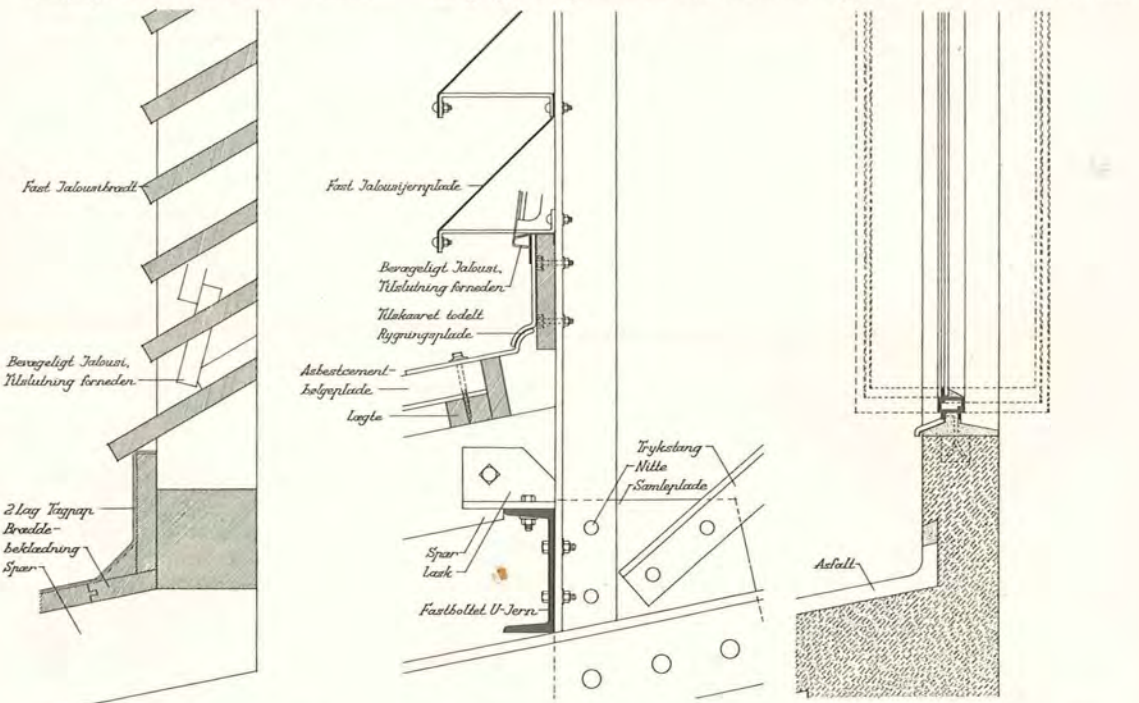 Fast Jalousibrædt
Bevægeligt Jalousi,
Tilslutning forneden
2 Lag Tagpap
Brædde-
beklædning
Spær
Fast Jalousijernplade
Bevægeligt Jalousi,
Tilslutning forneden
Tilskaaret todelt
Rygningsplade
Asbestcement-
bølgeplade
Lægte
Spær
Lask
Fastboltet U-Jern
Trykstang
Nitte
Samleplade
Asfalt